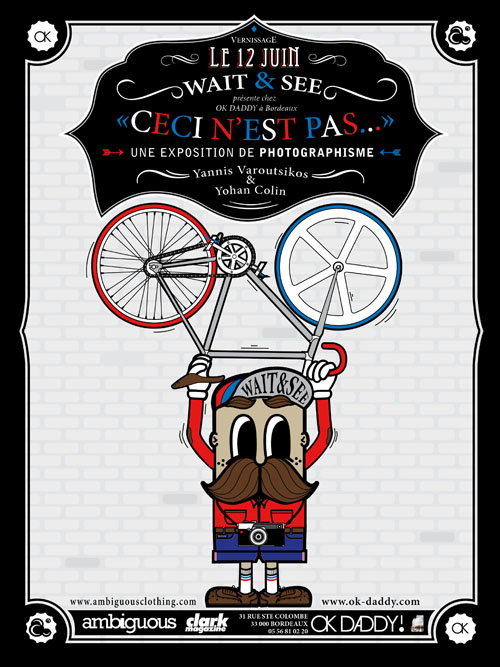 VERNISSAGE
LE 12 JUIN
WAIT & SEE
présente chez
OK DADDY à Bordeaux
«CECI N'EST PAS...»
UNE EXPOSITION DE PHOTOGRAPHISME
Yannis Varoutsikos
&
Yohan Colin
WAIT&SEE
www.ambiguousclothing.com
www.ok-daddy.com
ambiguous
clark
magazine
31 RUE STE COLOMBE
33 000 BORDEAUX
05 56 81 02 20
OK DADDY!
OK
OK